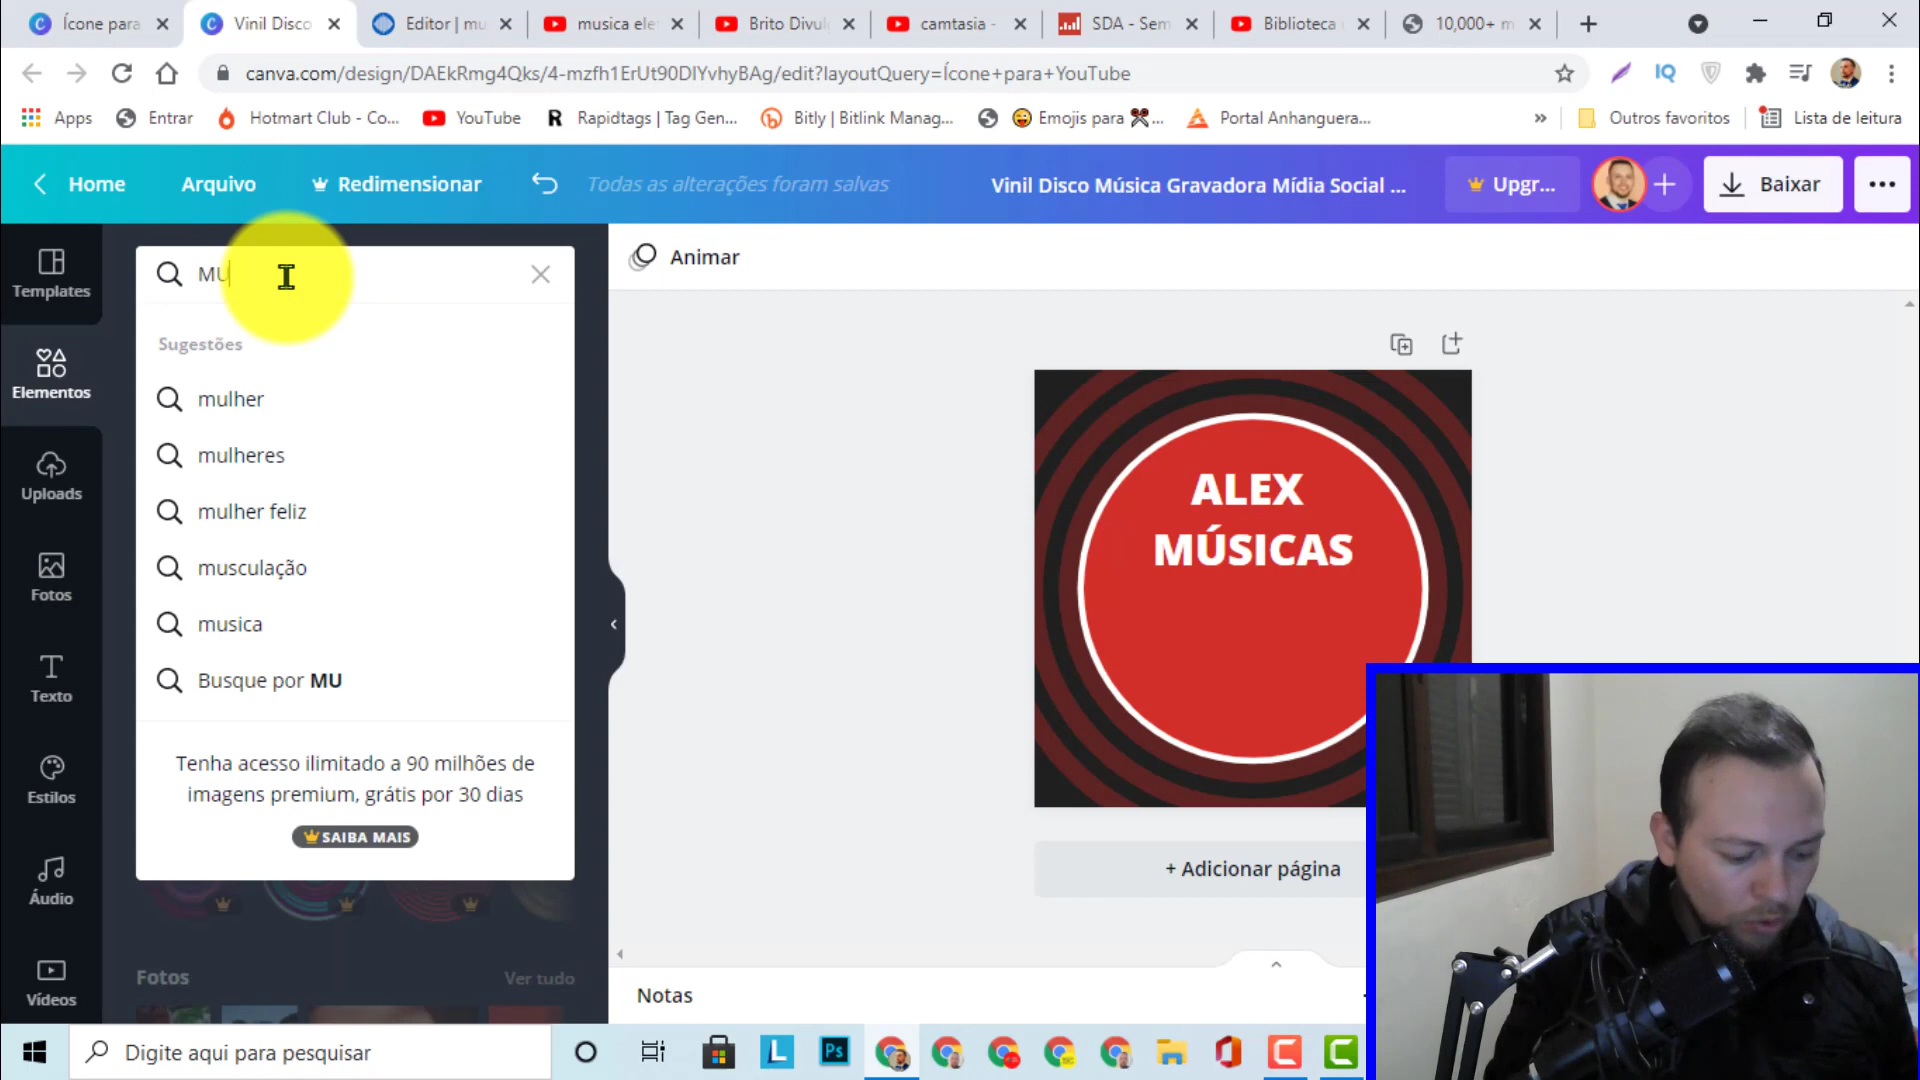 Ícone para
Vinil Disco
Editor | mu
musica ele
Brito Divul
camtasia -
SDA - Sem
Biblioteca
10,000+ m
canva.com/design/DAEkRmg4Qks/4-mzfh1ErUt90DIYvhyBAg/edit?layoutQuery=Ícone+para+YouTube
IQ
Apps
Entrar
Hotmart Club - Co...
YouTube
Rapidtags | Tag Gen...
Bitly | Bitlink Manag...
Emojis para
Portal Anhanguera...
»
Outros favoritos
Lista de leitura
Home
Arquivo
Redimensionar
Todas as alterações foram salvas
Vinil Disco Música Gravadora Mídia Social ...
Upgr...
Baixar
Templates
Elementos
Uploads
Fotos
Texto
Estilos
Áudio
Vídeos
MU
Sugestões
mulher
mulheres
mulher feliz
musculação
musica
Busque por MU
Tenha acesso ilimitado a 90 milhões de
imagens premium, grátis por 30 dias
SAIBA MAIS
Fotos
Ver tudo
Animar
ALEX
MÚSICAS
+ Adicionar página
Notas
Digite aqui para pesquisar
L
Ps